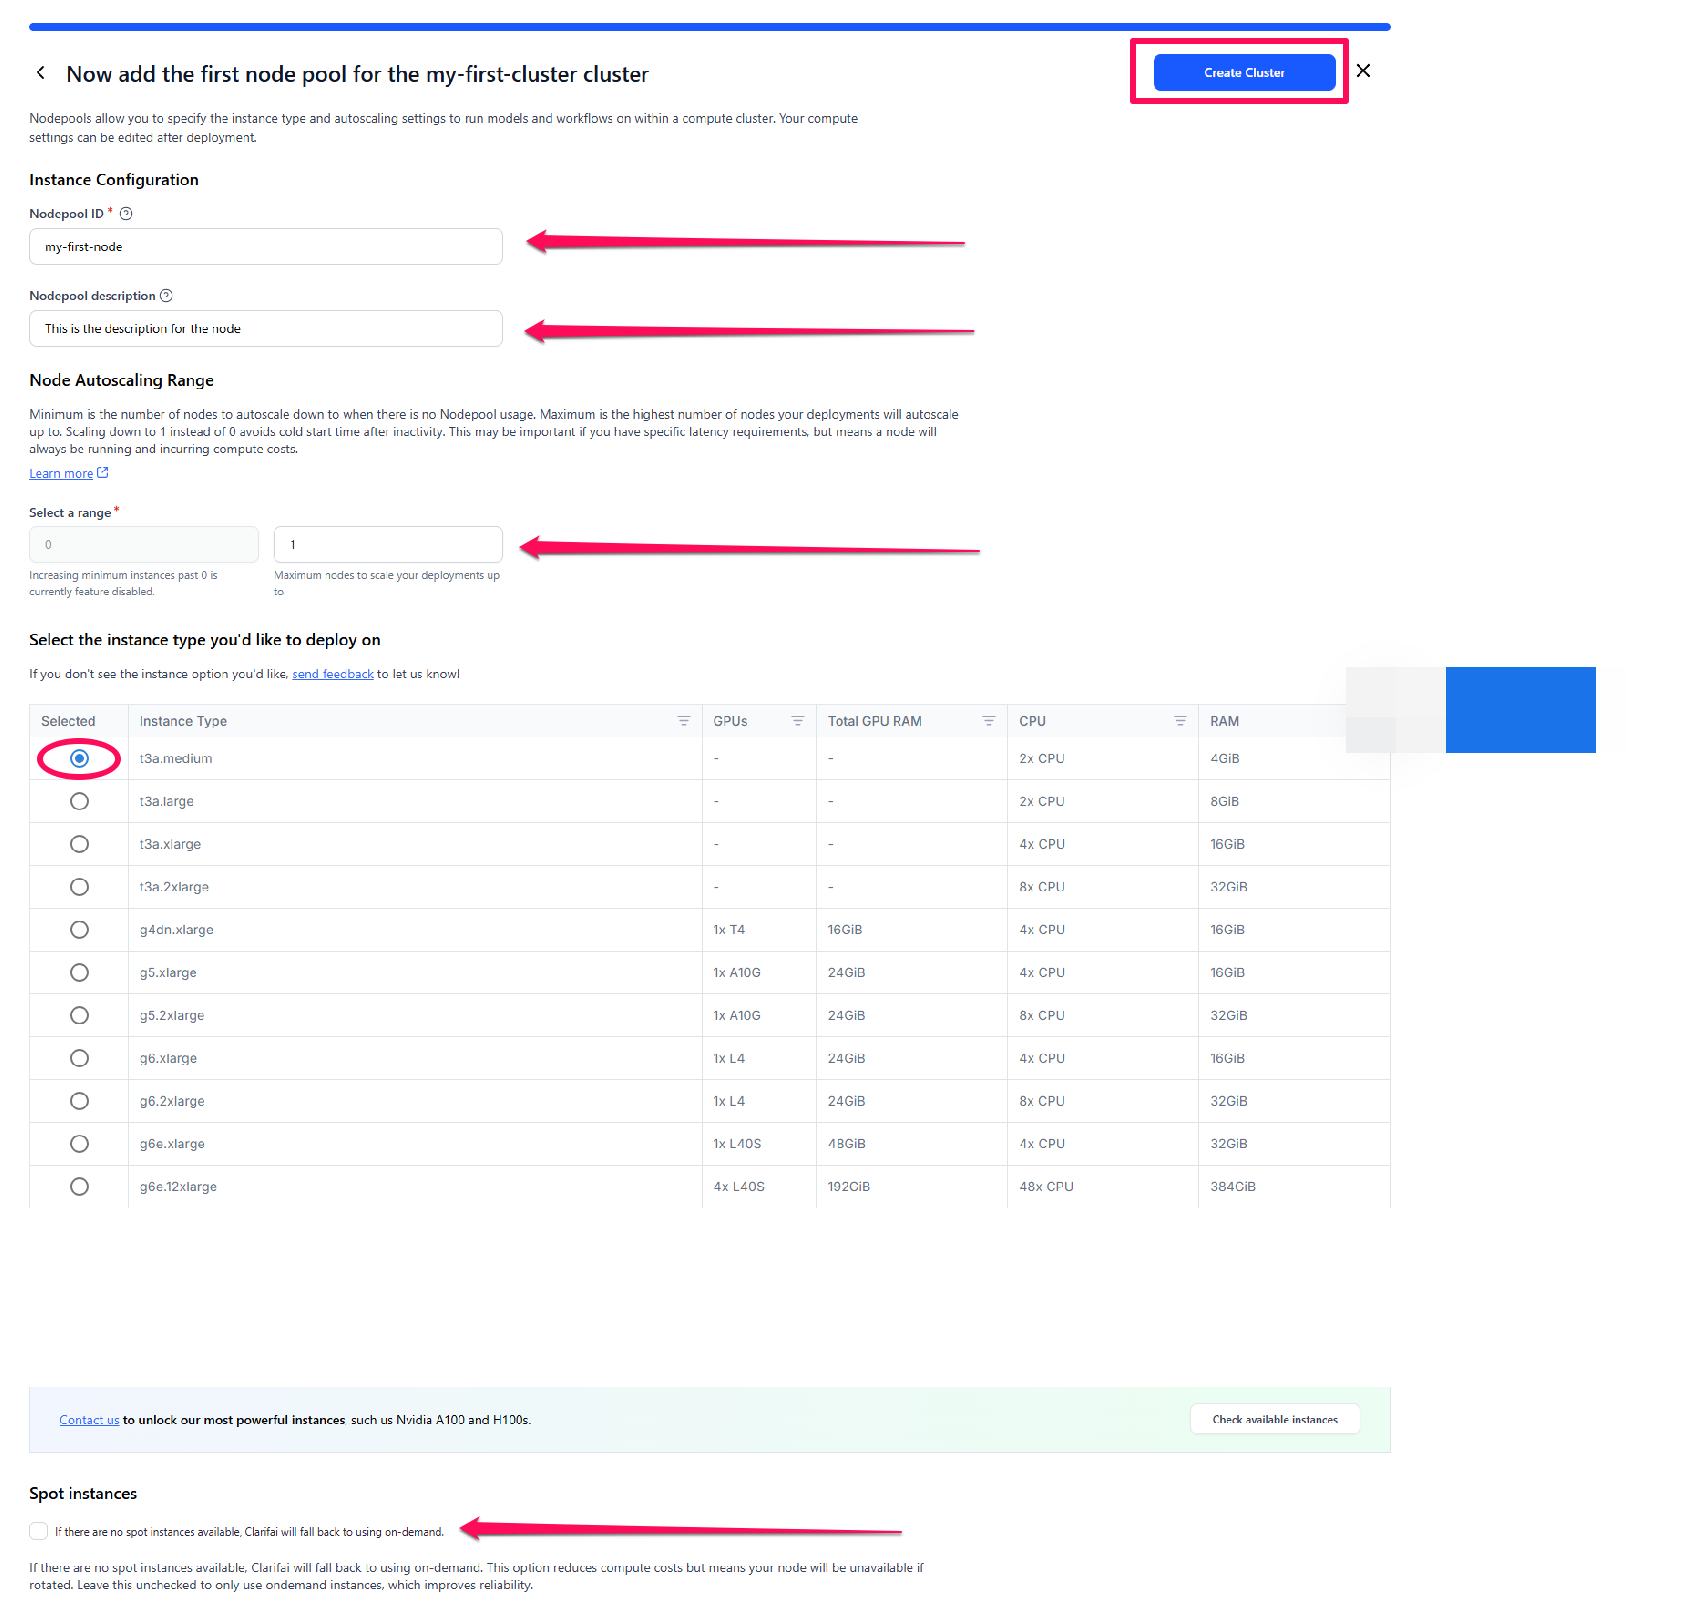 Now add the first node pool for the my-first-cluster cluster
Create Cluster
Nodepools allow you to specify the instance type and autoscaling settings to run models and workflows on within a compute cluster. Your compute
settings can be edited after deployment.
Instance Configuration
Nodepool ID *
my-first-node
Nodepool description
This is the description for the node
Node Autoscaling Range
Minimum is the number of nodes to autoscale down to when there is no Nodepool usage. Maximum is the highest number of nodes your deployments will autoscale
up to. Scaling down to 1 instead of 0 avoids cold start time after inactivity. This may be important if you have specific latency requirements, but means a node will
always be running and incurring compute costs.
Learn more
Select a range *
0 1
Increasing minimum instances past 0 is
currently feature disabled.
Maximum nodes to scale your deployments up
to
Select the instance type you'd like to deploy on
If you don't see the instance option you'd like, send feedback to let us know!
Selected Instance Type GPUs Total GPU RAM CPU RAM
t3a.medium - - 2x CPU 4GiB
t3a.large - - 2x CPU 8GiB
t3a.xlarge - - 4x CPU 16GiB
t3a.2xlarge - - 8x CPU 32GiB
g4dn.xlarge 1x T4 16GiB 4x CPU 16GiB
g5.xlarge 1x A10G 24GiB 4x CPU 16GiB
g5.2xlarge 1x A10G 24GiB 8x CPU 32GiB
g6.xlarge 1x L4 24GiB 4x CPU 16GiB
g6.2xlarge 1x L4 24GiB 8x CPU 32GiB
g6e.xlarge 1x L40S 48GiB 4x CPU 32GiB
g6e.12xlarge 4x L40S 192GiB 48x CPU 384GiB
Contact us to unlock our most powerful instances, such us Nvidia A100 and H100s.
Check available instances
Spot instances
If there are no spot instances available, Clarifai will fall back to using on-demand.
If there are no spot instances available, Clarifai will fall back to using on-demand. This option reduces compute costs but means your node will be unavailable if
rotated. Leave this unchecked to only use ondemand instances, which improves reliability.